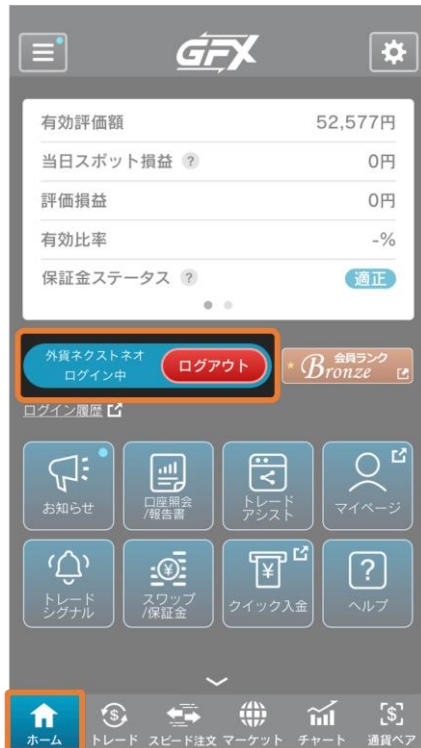 GFX
有効評価額 52,577円
当日スポット損益 ? 0円
評価損益 0円
有効比率 -%
保証金ステータス ? 適正
外貨ネクストネオ
ログイン中
ログアウト
会員ランク
Bronze
ログイン履歴
お知らせ
口座照会
/報告書
トレード
アシスト
マイページ
トレード
シグナル
スワップ
/保証金
クイック入金
ヘルプ
ホーム トレード スピード注文 マーケット チャート 通貨ペア